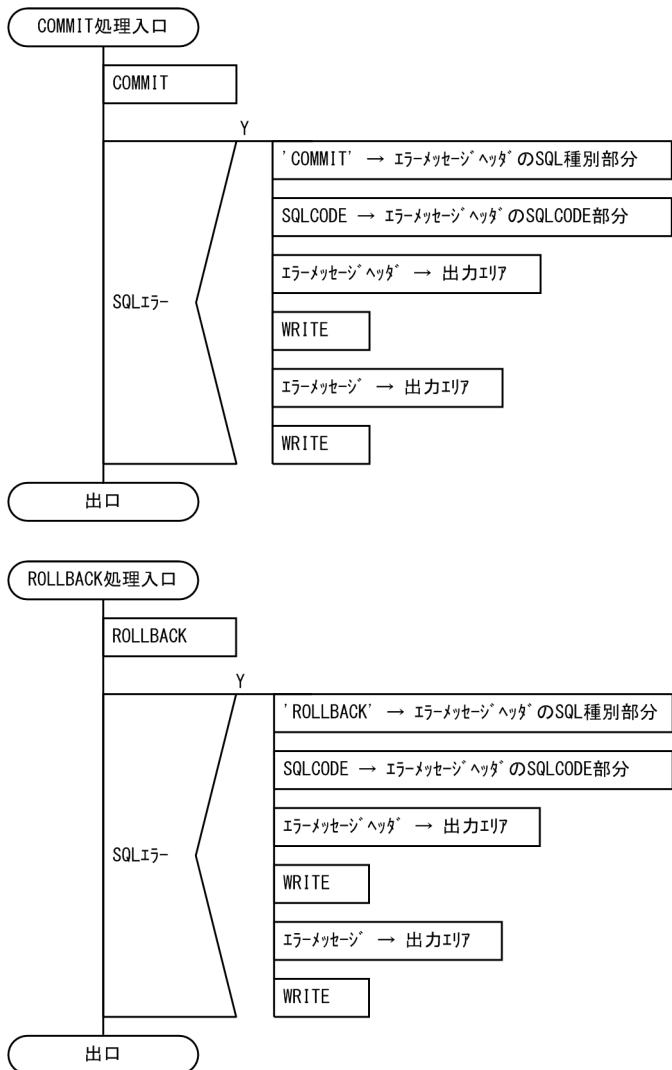 COMMIT処理入口
COMMIT
Y
'COMMIT' → ｴﾗｰﾒｯｾｰｼﾞﾍｯﾀﾞのSQL種別部分
SQLCODE → ｴﾗｰﾒｯｾｰｼﾞﾍｯﾀﾞのSQLCODE部分
ｴﾗｰﾒｯｾｰｼﾞﾍｯﾀﾞ → 出力ｴﾘｱ
SQLｴﾗｰ
WRITE
ｴﾗｰﾒｯｾｰｼﾞ → 出力ｴﾘｱ
WRITE
出口
ROLLBACK処理入口
ROLLBACK
Y
'ROLLBACK' → ｴﾗｰﾒｯｾｰｼﾞﾍｯﾀﾞのSQL種別部分
SQLCODE → ｴﾗｰﾒｯｾｰｼﾞﾍｯﾀﾞのSQLCODE部分
ｴﾗｰﾒｯｾｰｼﾞﾍｯﾀﾞ → 出力ｴﾘｱ
SQLｴﾗｰ
WRITE
ｴﾗｰﾒｯｾｰｼﾞ → 出力ｴﾘｱ
WRITE
出口